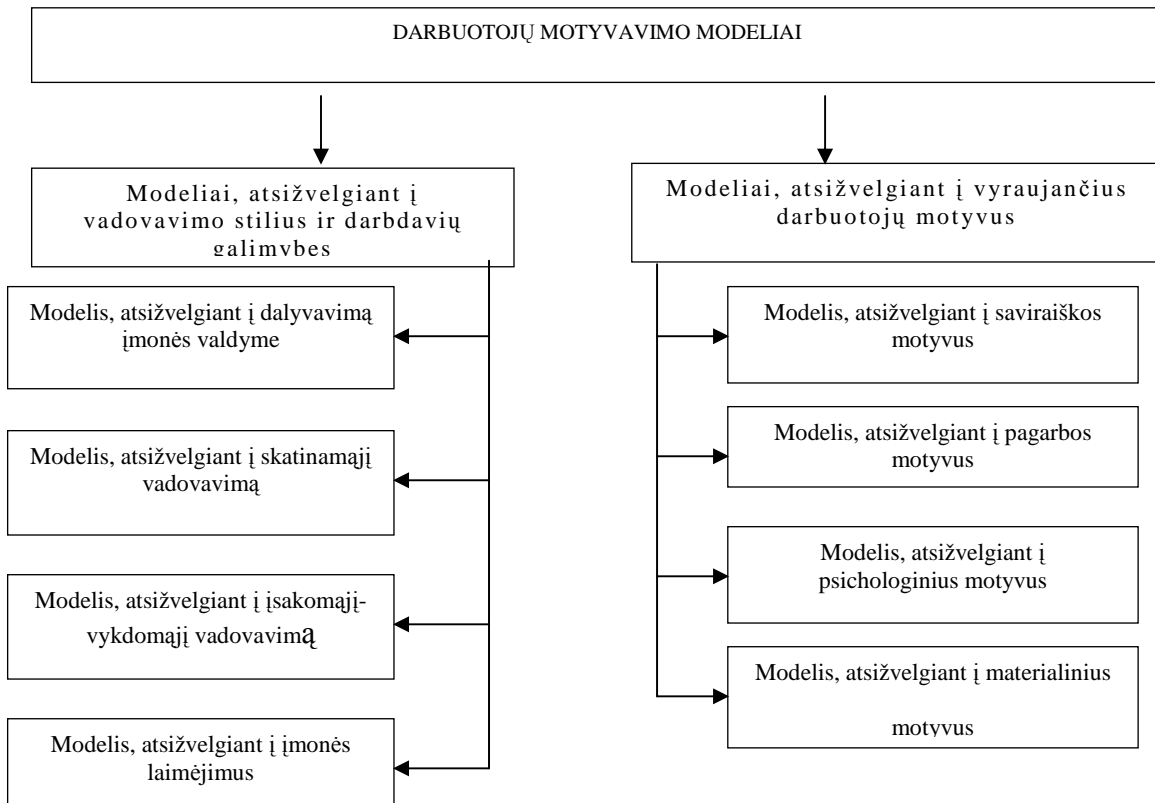 DARBUOTOJŲ MOTYVAVIMO MODELIAI
Modeliai, atsižvelgiant į
vadovavimo stilius ir darbdavių
galimybes
Modelis, atsižvelgiant į dalyvavimą
įmonės valdyme
Modelis, atsižvelgiant į skatinamąjį
vadovavimą
Modelis, atsižvelgiant į įsakomąjį-
vykdomąjį vadovavimą
Modelis, atsižvelgiant į įmonės
laimėjimus
Modeliai, atsižvelgiant į vyraujančius
darbuotojų motyvus
Modelis, atsižvelgiant į saviraiškos
motyvus
Modelis, atsižvelgiant į pagarbos
motyvus
Modelis, atsižvelgiant į
psichologinius motyvus
Modelis, atsižvelgiant į materialinius
motyvus